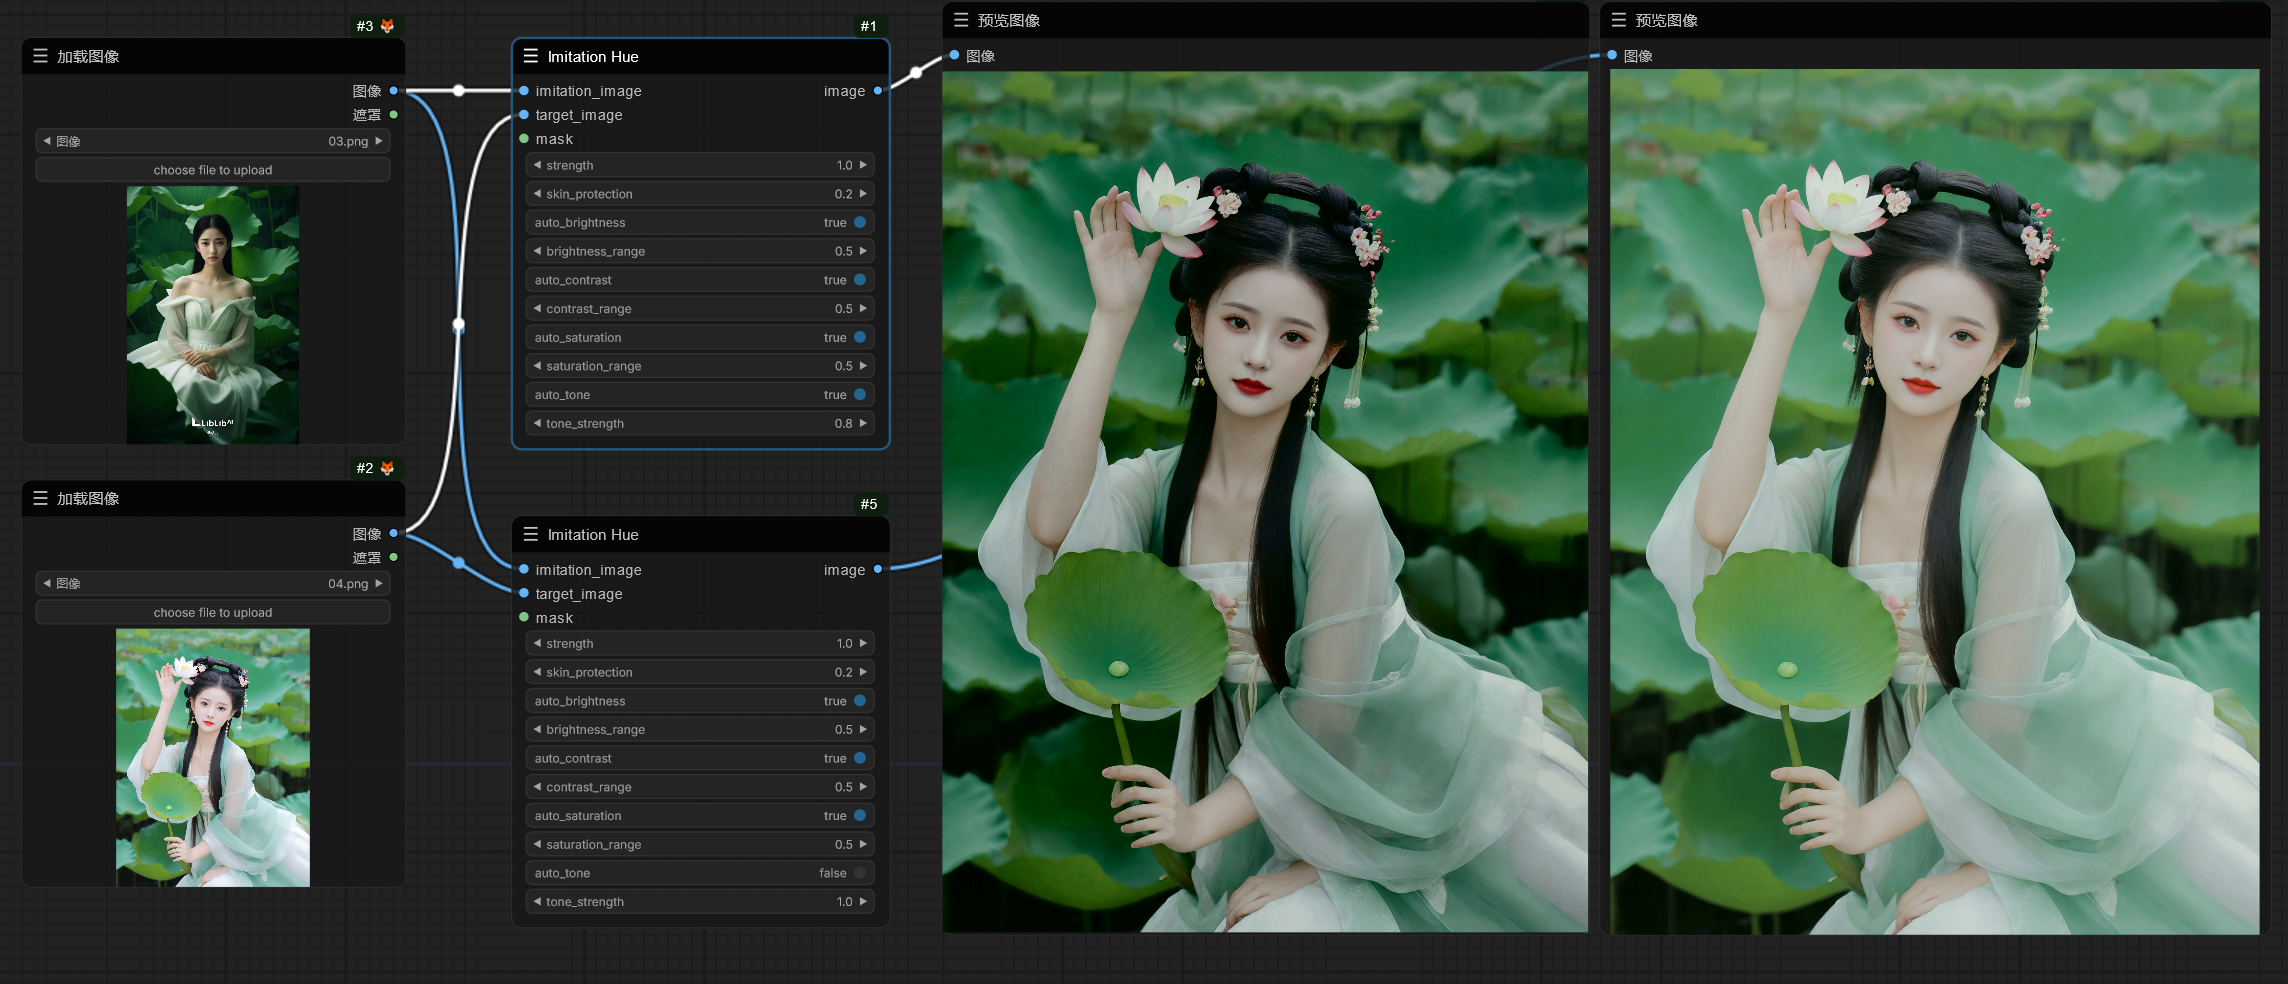 #3
加载图像
图像
遮罩
图像 03.png
choose file to upload
LIBLIBAI
#2
加载图像
图像
遮罩
图像 04.png
choose file to upload
#1
Imitation Hue
imitation_image image
target_image
mask
strength 1.0
skin_protection 0.2
auto_brightness true
brightness_range 0.5
auto_contrast true
contrast_range 0.5
auto_saturation true
saturation_range 0.5
auto_tone true
tone_strength 0.8
#5
Imitation Hue
imitation_image image
target_image
mask
strength 1.0
skin_protection 0.2
auto_brightness true
brightness_range 0.5
auto_contrast true
contrast_range 0.5
auto_saturation true
saturation_range 0.5
auto_tone false
tone_strength 1.0
预览图像
图像
预览图像
图像